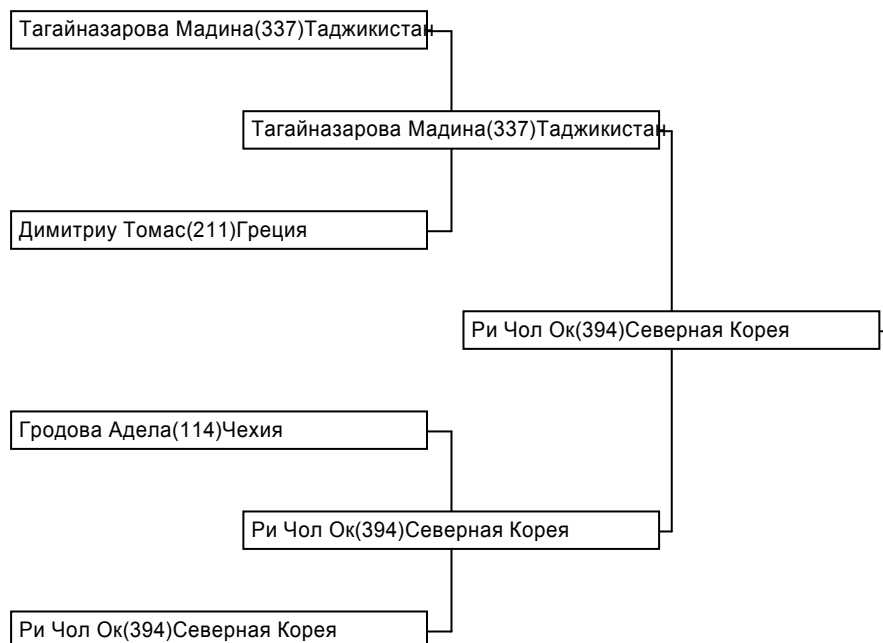 Тагайназарова Мадина(337)Таджикистан
Тагайназарова Мадина(337)Таджикистан
Димитриу Томас(211)Греция
Ри Чол Ок(394)Северная Корея
Гродова Адела(114)Чехия
Ри Чол Ок(394)Северная Корея
Ри Чол Ок(394)Северная Корея